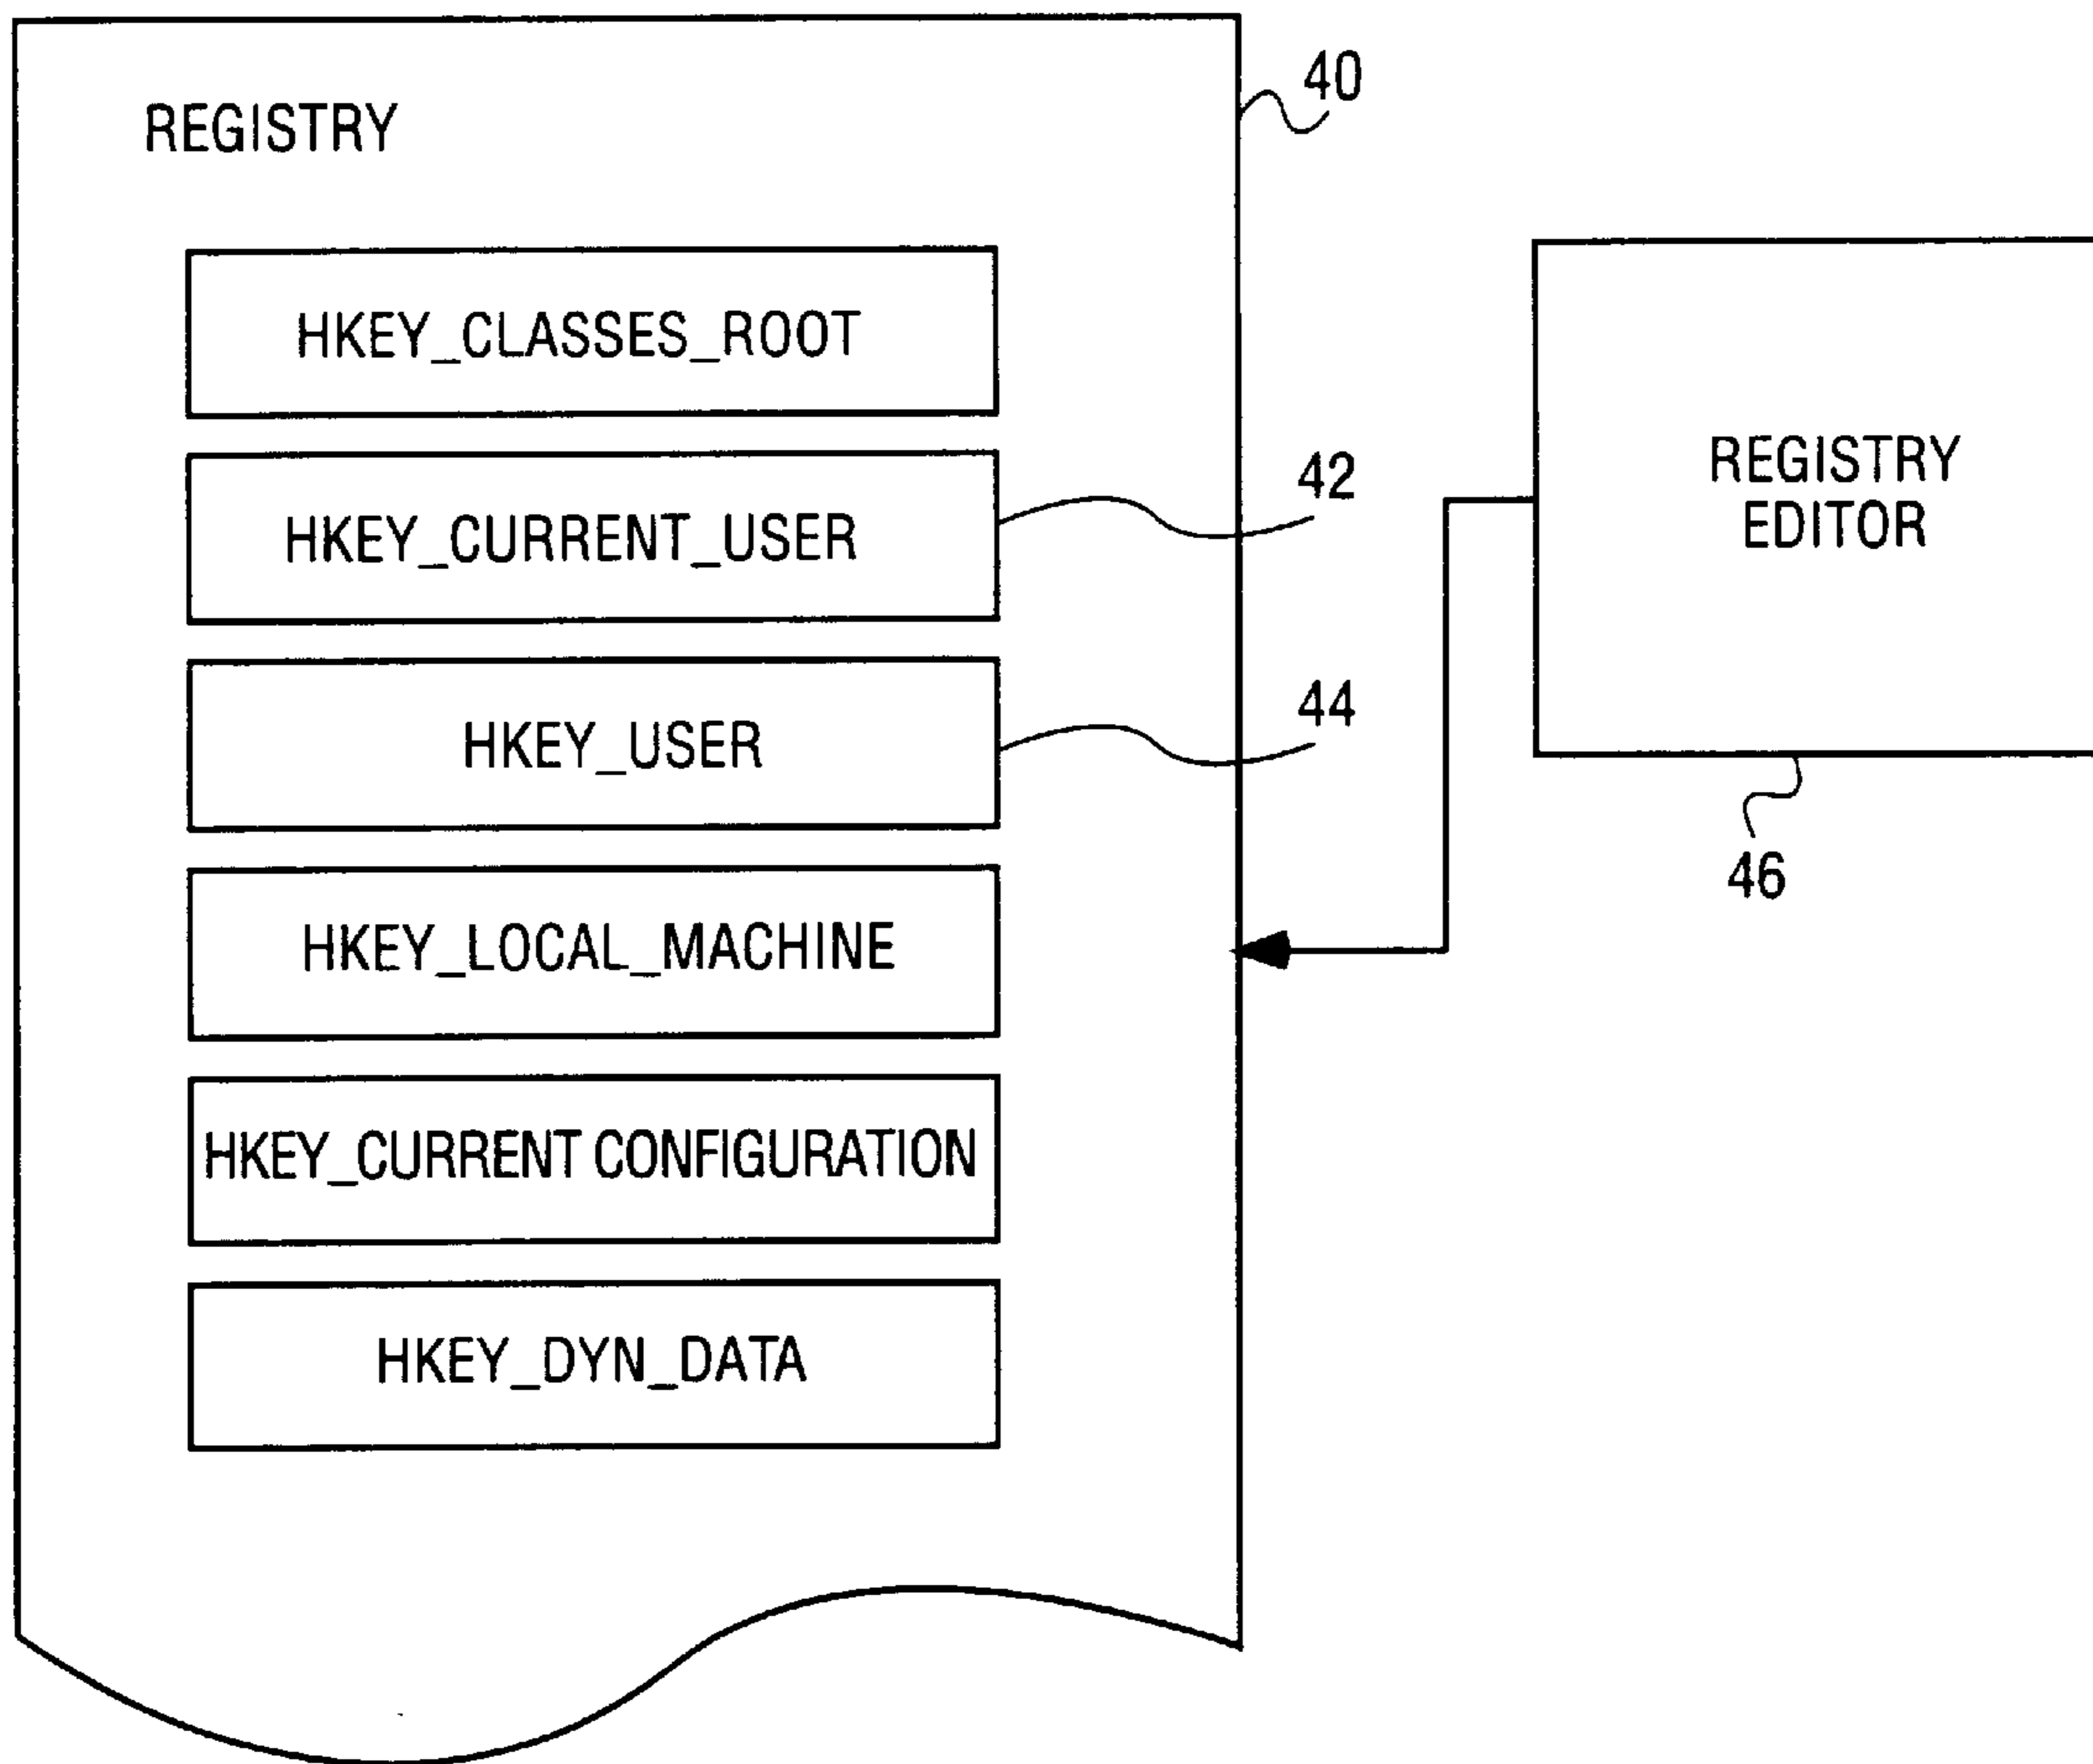 REGISTRY
40
HKEY_CLASSES_ROOT
HKEY_CURRENT_USER
42
HKEY_USER
44
HKEY_LOCAL_MACHINE
HKEY_CURRENT CONFIGURATION
HKEY_DYN_DATA
REGISTRY
EDITOR
46